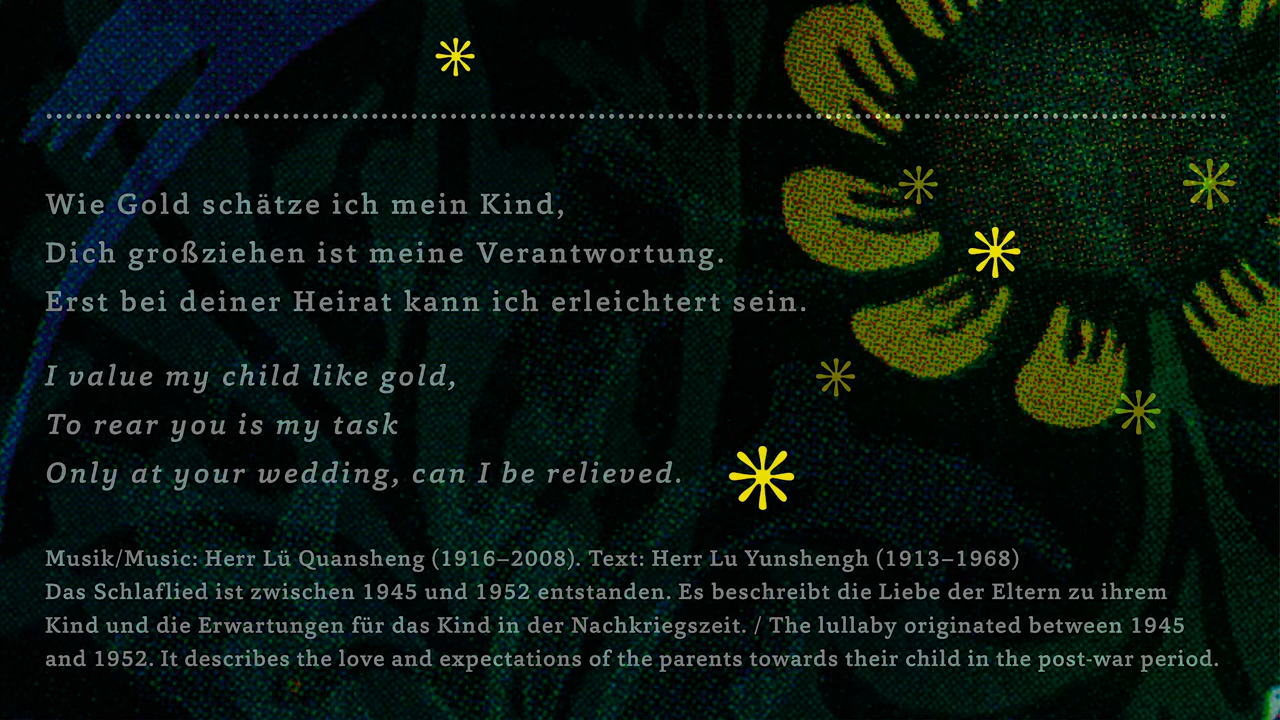 Wie Gold schätze ich mein Kind,
Dich großziehen ist meine Verantwortung.
Erst bei deiner Heirat kann ich erleichtert sein.
I value my child like gold,
To rear you is my task
Only at your wedding, can I be relieved.
Musik/Music: Herr Lü Quansheng (1916–2008). Text: Herr Lu Yunshengh (1913–1968)
Das Schlaflied ist zwischen 1945 und 1952 entstanden. Es beschreibt die Liebe der Eltern zu ihrem
Kind und die Erwartungen für das Kind in der Nachkriegszeit. / The lullaby originated between 1945
and 1952. It describes the love and expectations of the parents towards their child in the post-war period.